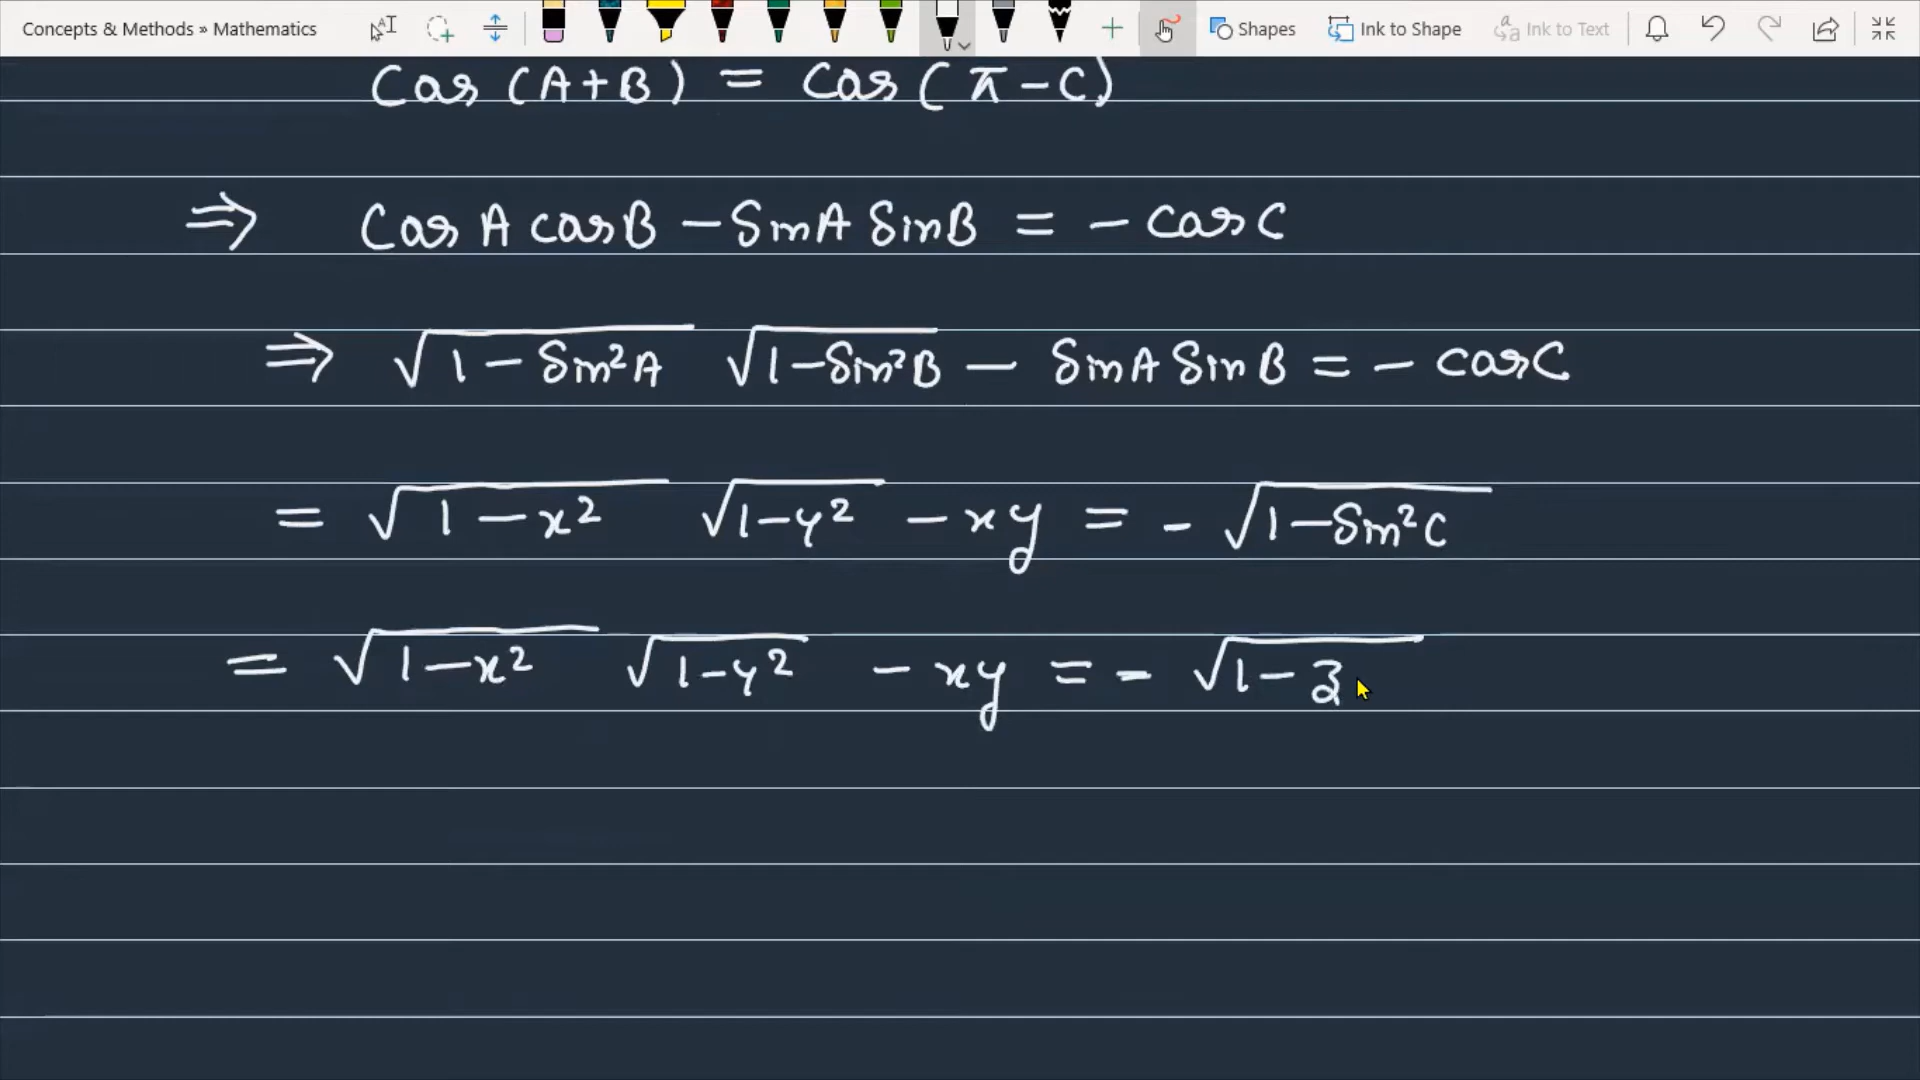 Concepts & Methods » Mathematics Shapes Ink to Shape Ink to Text
Cos (A+B) = Cos (π-C)
⇒ Cos A cos B - Sin A Sin B = - cos C
⇒ √1 - Sin²A √1-Sin²B - Sin A Sin B = - cos C
= √1-x² √1-y² - xy = - √1-Sin²C
= √1-x² √1-y² - xy = - √1-z